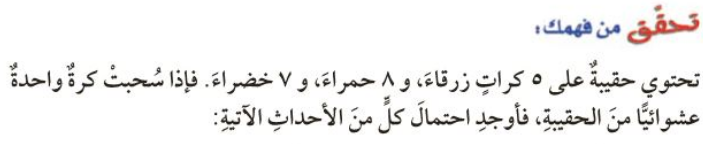 تحقَّق من فهمك:
تحتوي حقيبةٌ على ٥ كراتٍ زرقاءَ، و ٨ حمراءَ، و ٧ خضراءَ. فإذا سُحبتْ كرةٌ واحدةٌ
عشوائيًّا منَ الحقيبةِ، فأوجدِ احتمالَ كلٍّ منَ الأحداثِ الآتيةِ: